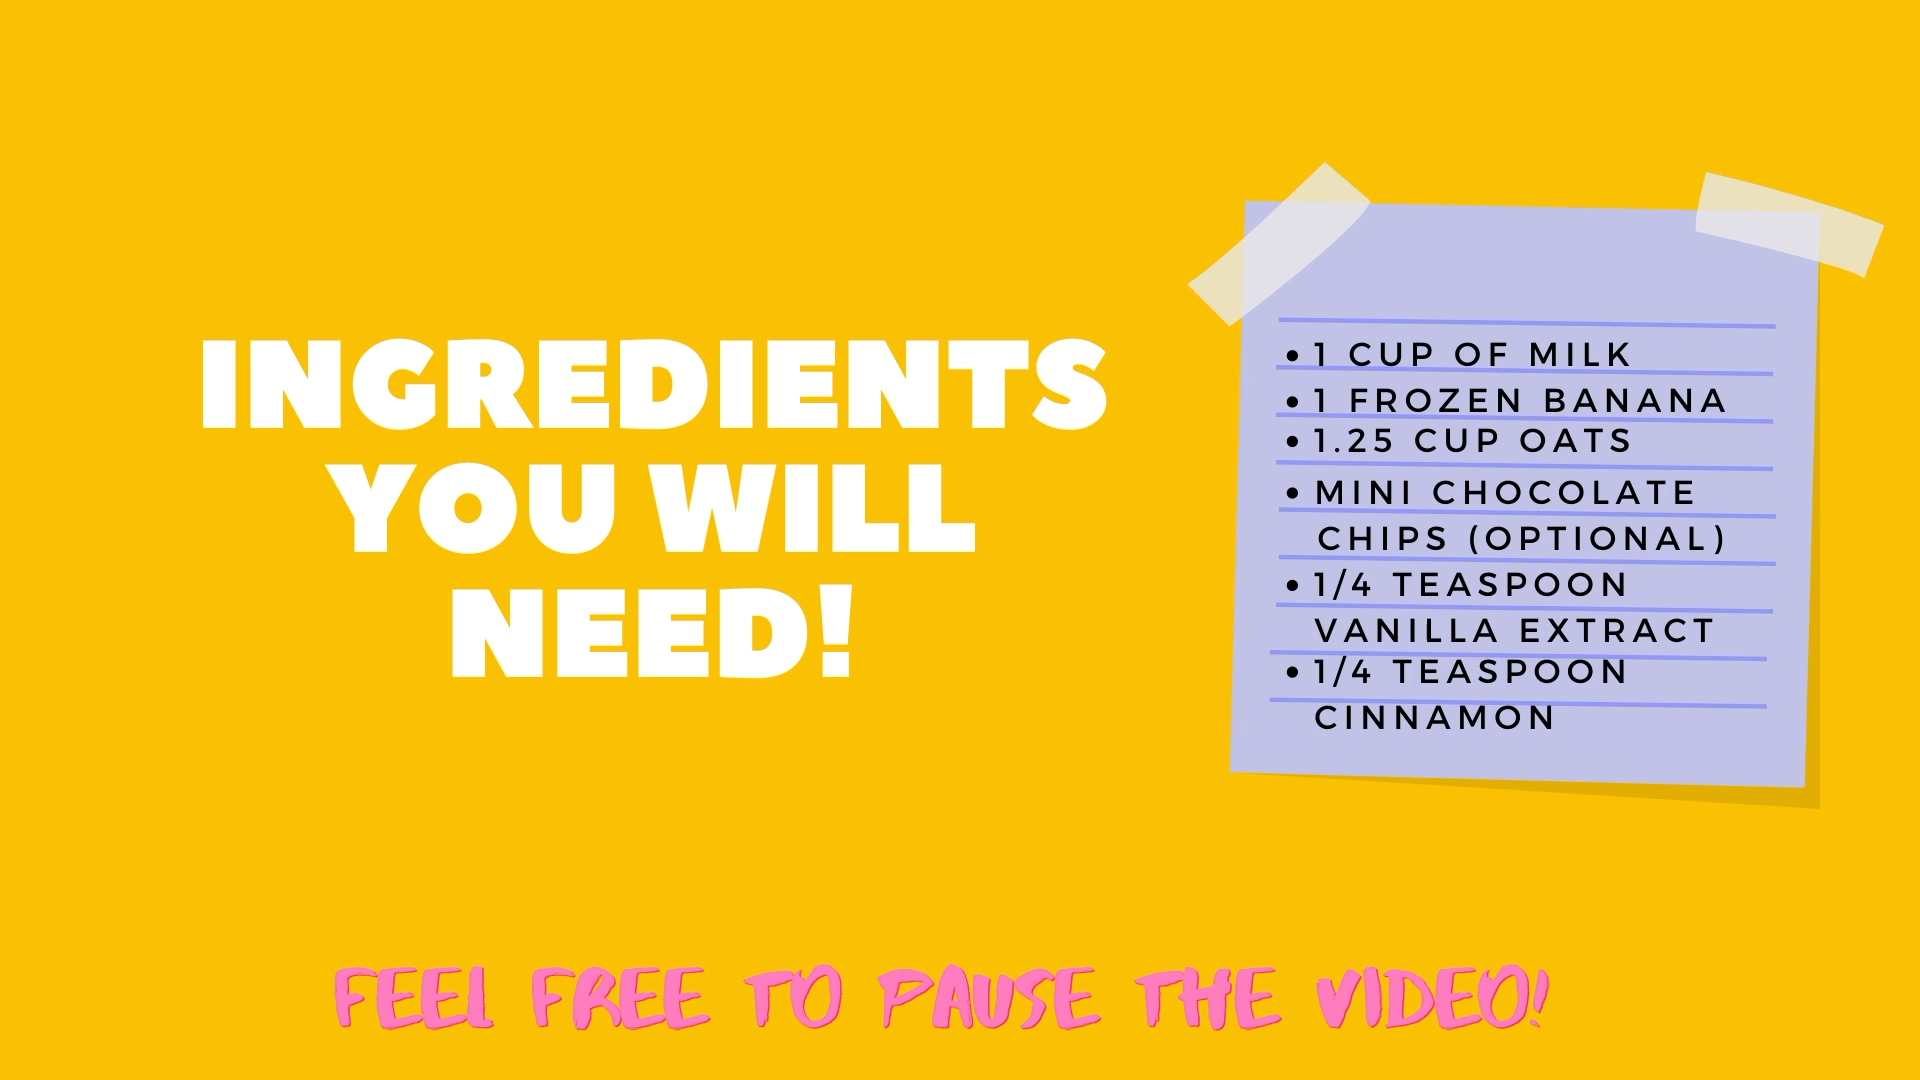 INGREDIENTS
YOU WILL
NEED!
• 1 CUP OF MILK
• 1 FROZEN BANANA
• 1.25 CUP OATS
• MINI CHOCOLATE
CHIPS (OPTIONAL)
• 1/4 TEASPOON
VANILLA EXTRACT
• 1/4 TEASPOON
CINNAMON
FEEL FREE TO PAUSE THE VIDEO!